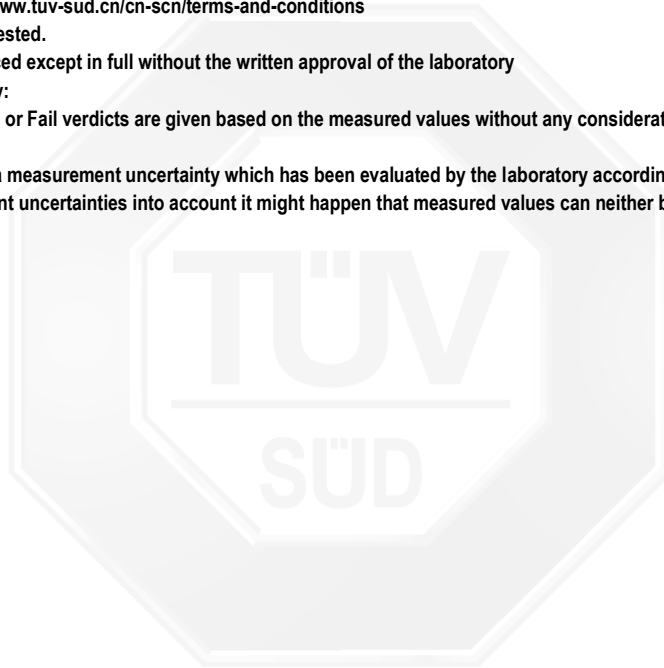 ww.tuv-sud.cn/cn-scn/terms-and-conditions
ested.
ed except in full without the written approval of the laboratory
y:
or Fail verdicts are given based on the measured values without any considerat
a measurement uncertainty which has been evaluated by the laboratory accordin
nt uncertainties into account it might happen that measured values can neither b
TÜV
SÜD